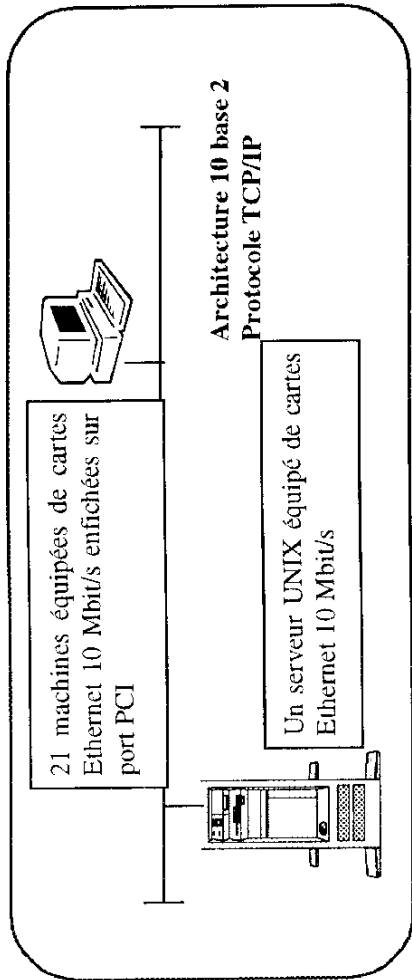 21 machines équipées de cartes
Ethernet 10 Mbit/s enfichées sur
port PCI
Architecture 10 base 2
Protocole TCP/IP
Un serveur UNIX équipé de cartes
Ethernet 10 Mbit/s